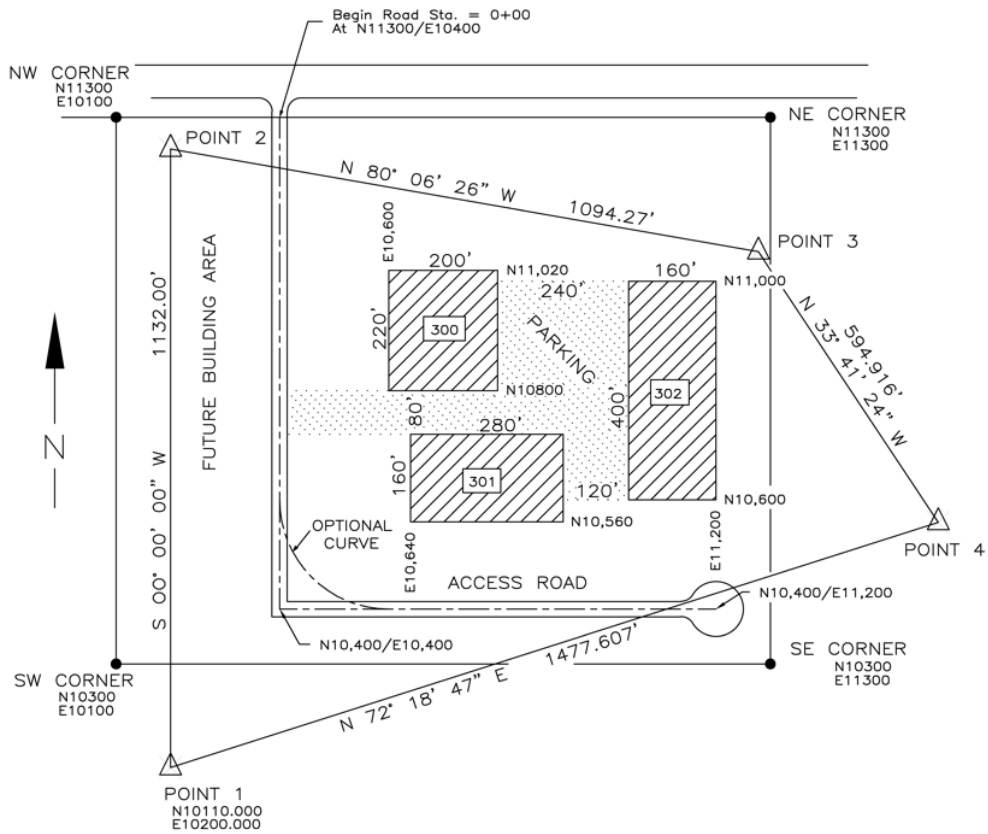 Begin Road Sta. = 0+00
At N11300/E10400
NW CORNER
N11300
E10100
NE CORNER
N11300
E11300
POINT 2
N 80° 06' 26" W
1094.27'
POINT 3
E10,600
200'
N11,020
160'
N11,000
240'
1132.00'
FUTURE BUILDING AREA
220'
300
PARKING
N 33° 41' 24" W
594.916'
N10800
302
400'
80'
280'
N
160'
301
120'
N10,600
S 00° 00' 00" W
N10,560
OPTIONAL
CURVE
E10,640
E11,200
POINT 4
ACCESS ROAD
N10,400/E11,200
N10,400/E10,400
1477.607'
N 72° 18' 47" E
SE CORNER
N10300
E11300
SW CORNER
N10300
E10100
POINT 1
N10110.000
E10200.000